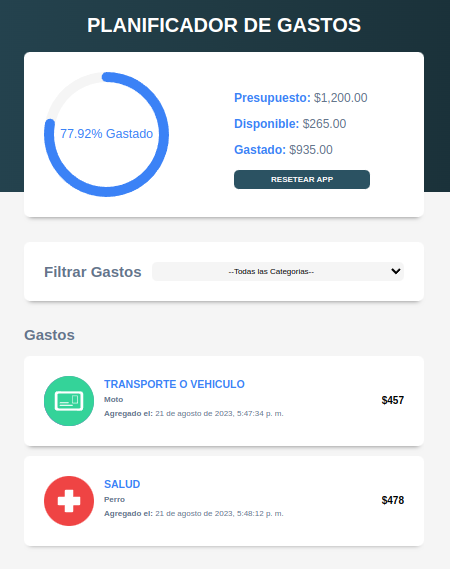 PLANIFICADOR DE GASTOS
77.92% Gastado
Presupuesto: $1,200.00
Disponible: $265.00
Gastado: $935.00
RESETEAR APP
Filtrar Gastos
--Todas las Categorias--
Gastos
TRANSPORTE O VEHICULO
Moto
Agregado el: 21 de agosto de 2023, 5:47:34 p. m.
$457
SALUD
Perro
Agregado el: 21 de agosto de 2023, 5:48:12 p. m.
$478